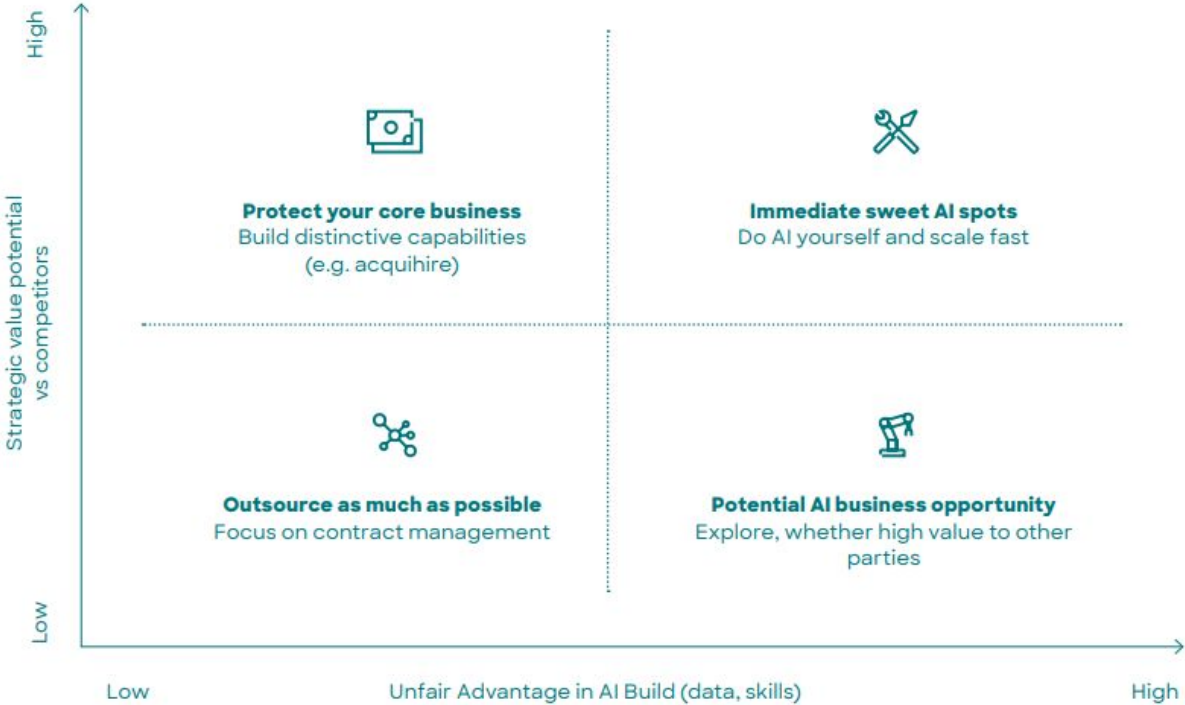 High
Strategic value potential
vs competitors
Low
Protect your core business
Build distinctive capabilities
(e.g. acquihire)
Immediate sweet AI spots
Do AI yourself and scale fast
Outsource as much as possible
Focus on contract management
Potential AI business opportunity
Explore, whether high value to other
parties
Low
Unfair Advantage in AI Build (data, skills)
High